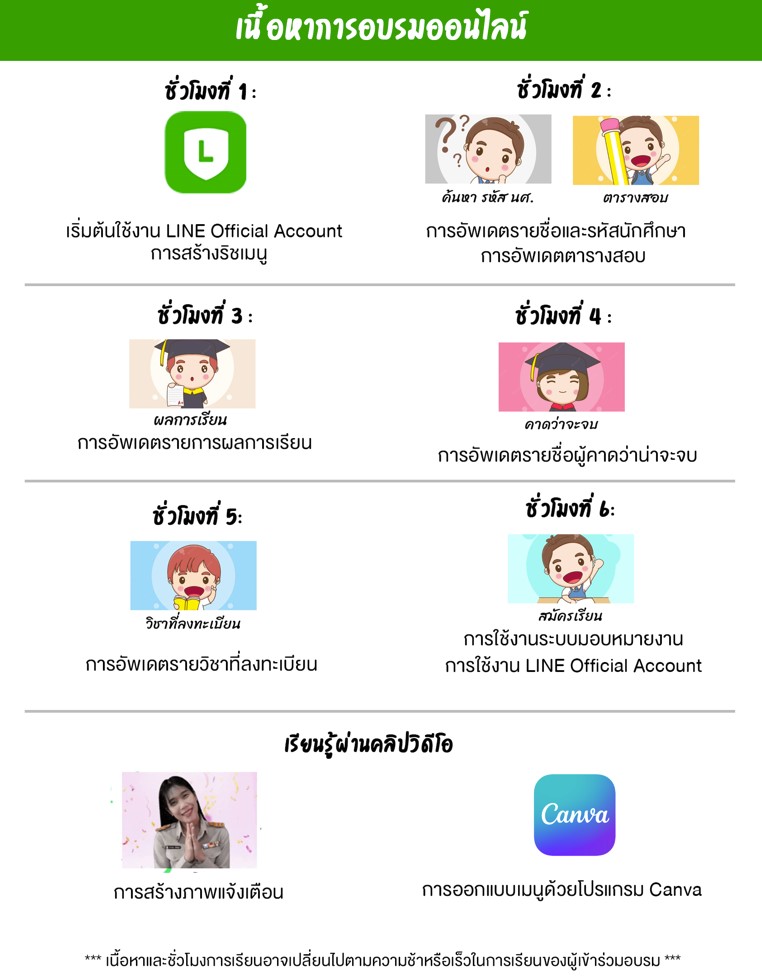 เนื้อหาการอบรมออนไลน์
ชั่วโมงที่ 1 :
L
เริ่มต้นใช้งาน LINE Official Account
การสร้างริชเมนู
ชั่วโมงที่ 2 :
ค้นหา รหัส นศ.
ตารางสอบ
การอัพเดตรายชื่อและรหัสนักศึกษา
การอัพเดตตารางสอบ
ชั่วโมงที่ 3 :
ผลการเรียน
การอัพเดตรายการผลการเรียน
ชั่วโมงที่ 4 :
คาดว่าจะจบ
การอัพเดตรายชื่อผู้คาดว่าน่าจะจบ
ชั่วโมงที่ 5:
วิชาที่ลงทะเบียน
การอัพเดตรายวิชาที่ลงทะเบียน
ชั่วโมงที่ 6:
สมัครเรียน
การใช้งานระบบมอบหมายงาน
การใช้งาน LINE Official Account
เรียนรู้ผ่านคลิปวิดีโอ
การสร้างภาพแจ้งเตือน
Canva
การออกแบบเมนูด้วยโปรแกรม Canva
*** เนื้อหาและชั่วโมงการเรียนอาจเปลี่ยนไปตามความช้าหรือเร็วในการเรียนของผู้เข้าร่วมอบรม ***